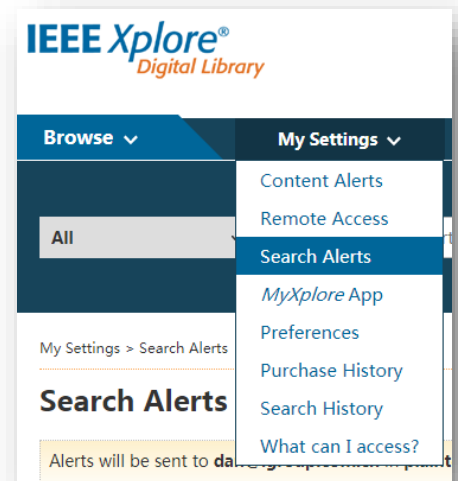 IEEE Xplore®
Digital Library
Browse
My Settings
Content Alerts
Remote Access
All
Search Alerts
MyXplore App
Preferences
My Settings > Search Alerts
Purchase History
Search Alerts
Search History
What can I access?
Alerts will be sent to